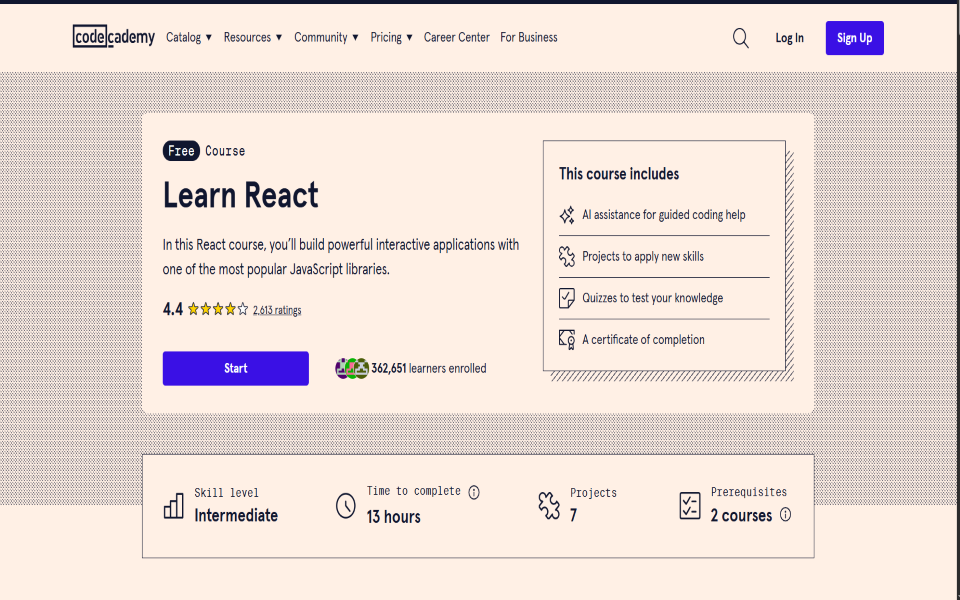 codecademy Catalog Resources Community Pricing Career Center For Business Log In Sign Up
Free Course
Learn React
In this React course, you'll build powerful interactive applications with
one of the most popular JavaScript libraries.
4.4 2,613 ratings
Start 362,651 learners enrolled
This course includes
AI assistance for guided coding help
Projects to apply new skills
Quizzes to test your knowledge
A certificate of completion
Skill level
Intermediate
Time to complete
13 hours
Projects
7
Prerequisites
2 courses